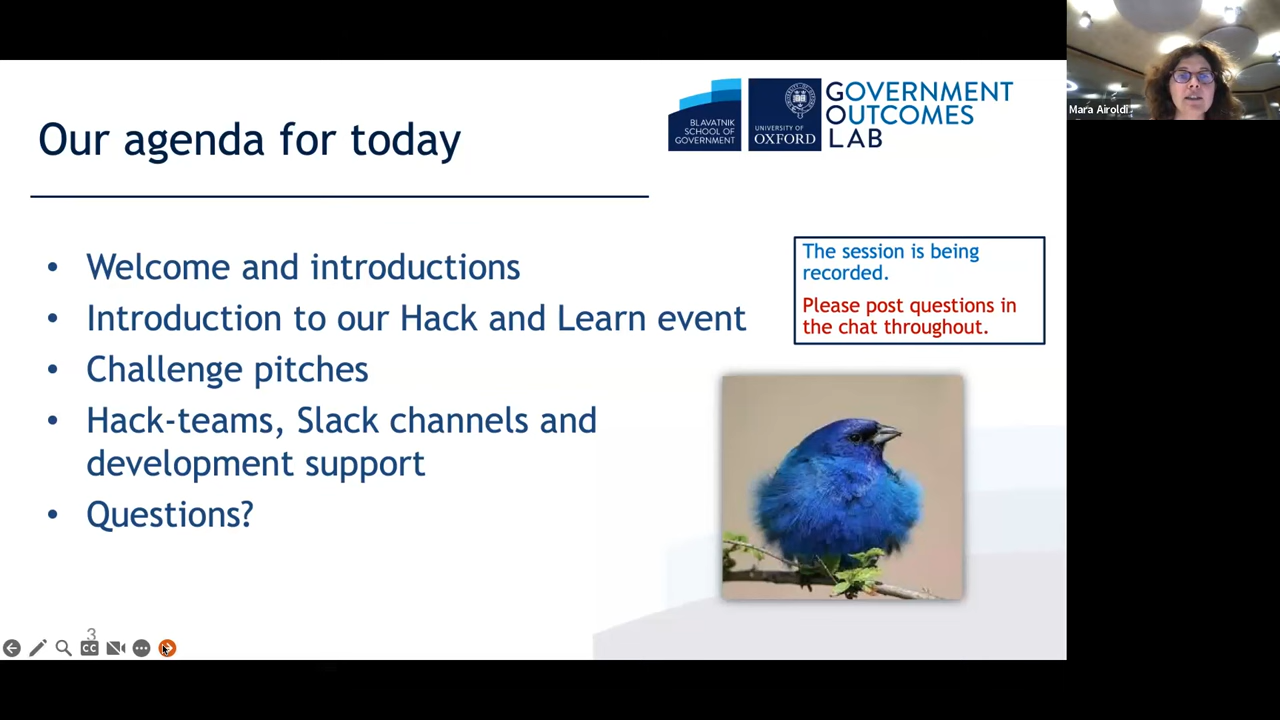 Our agenda for today
BLAVATNIK
SCHOOL OF
GOVERNMENT
UNIVERSITY OF
OXFORD
GOVERNMENT
OUTCOMES
LAB
• Welcome and introductions
• Introduction to our Hack and Learn event
• Challenge pitches
• Hack-teams, Slack channels and
development support
• Questions?
The session is being
recorded.
Please post questions in
the chat throughout.
3
CC
Mara Airoldi